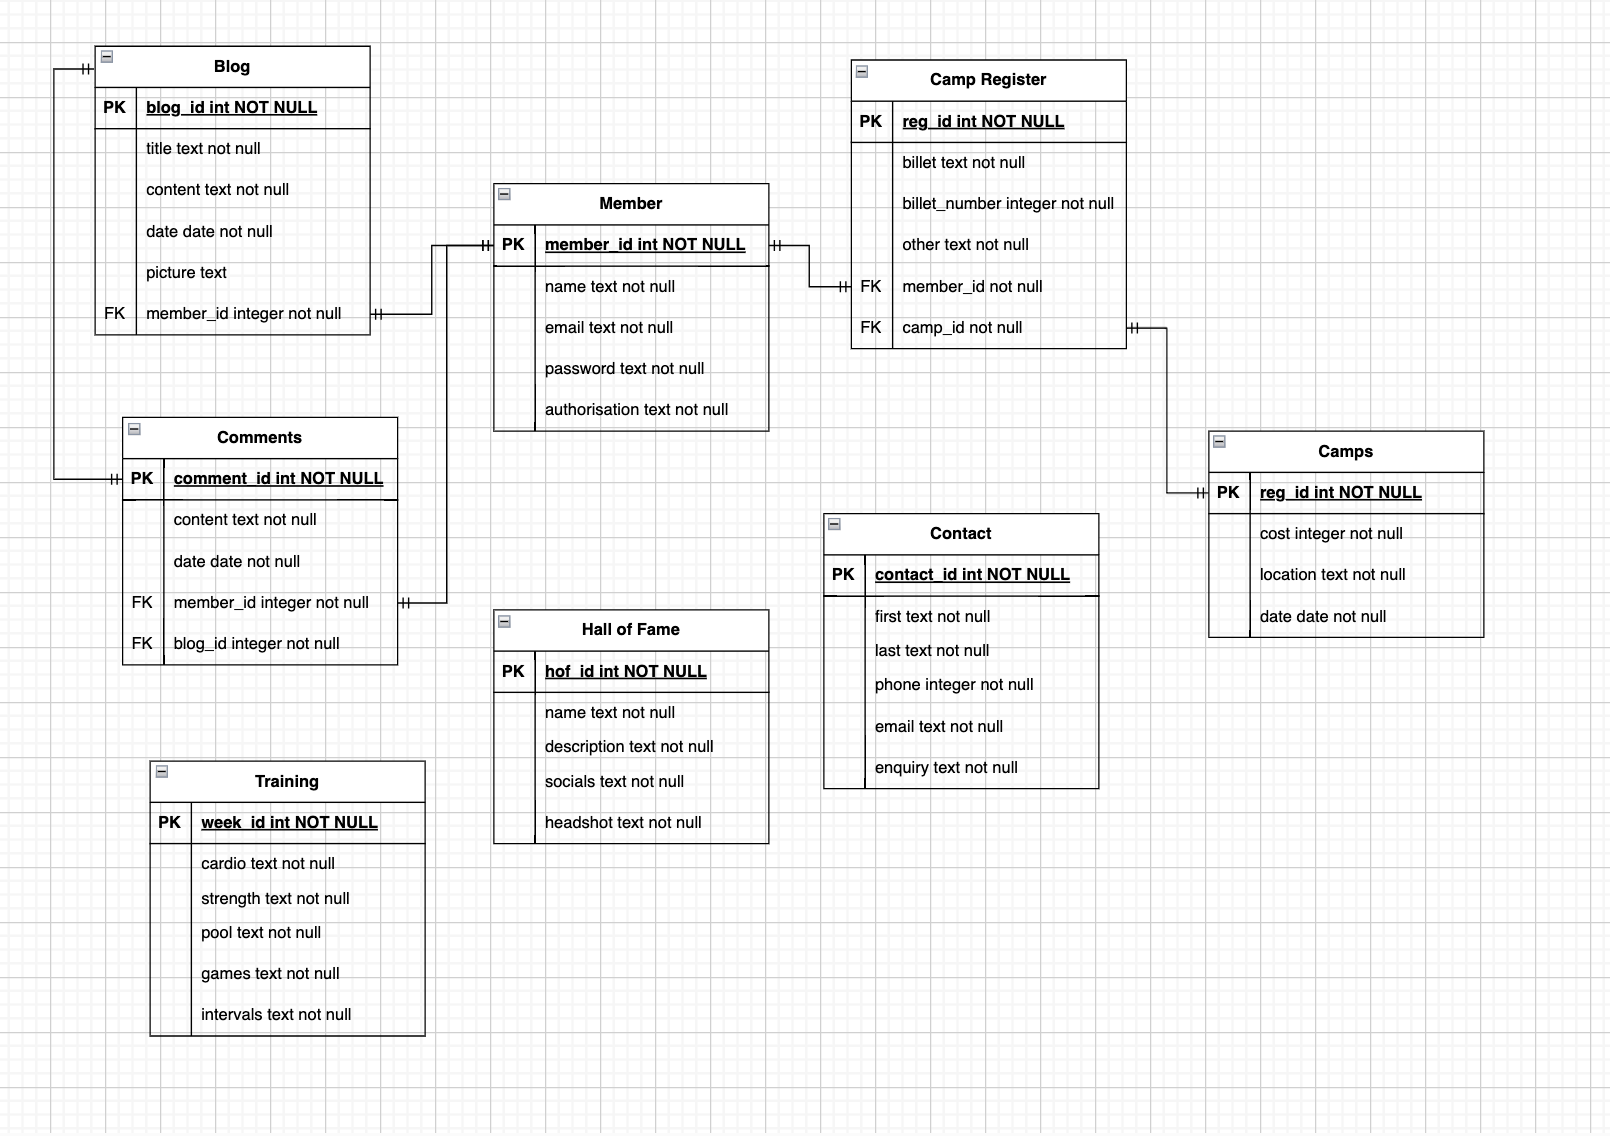 Blog
PK blog_id int NOT NULL
title text not null
content text not null
date date not null
picture text
FK member_id integer not null
Comments
PK comment_id int NOT NULL
content text not null
date date not null
FK member_id integer not null
FK blog_id integer not null
Training
PK week_id int NOT NULL
cardio text not null
strength text not null
pool text not null
games text not null
intervals text not null
Member
PK member_id int NOT NULL
name text not null
email text not null
password text not null
authorisation text not null
Hall of Fame
PK hof_id int NOT NULL
name text not null
description text not null
socials text not null
headshot text not null
Camp Register
PK reg_id int NOT NULL
billet text not null
billet_number integer not null
other text not null
FK member_id not null
FK camp_id not null
Contact
PK contact_id int NOT NULL
first text not null
last text not null
phone integer not null
email text not null
enquiry text not null
Camps
PK reg_id int NOT NULL
cost integer not null
location text not null
date date not null